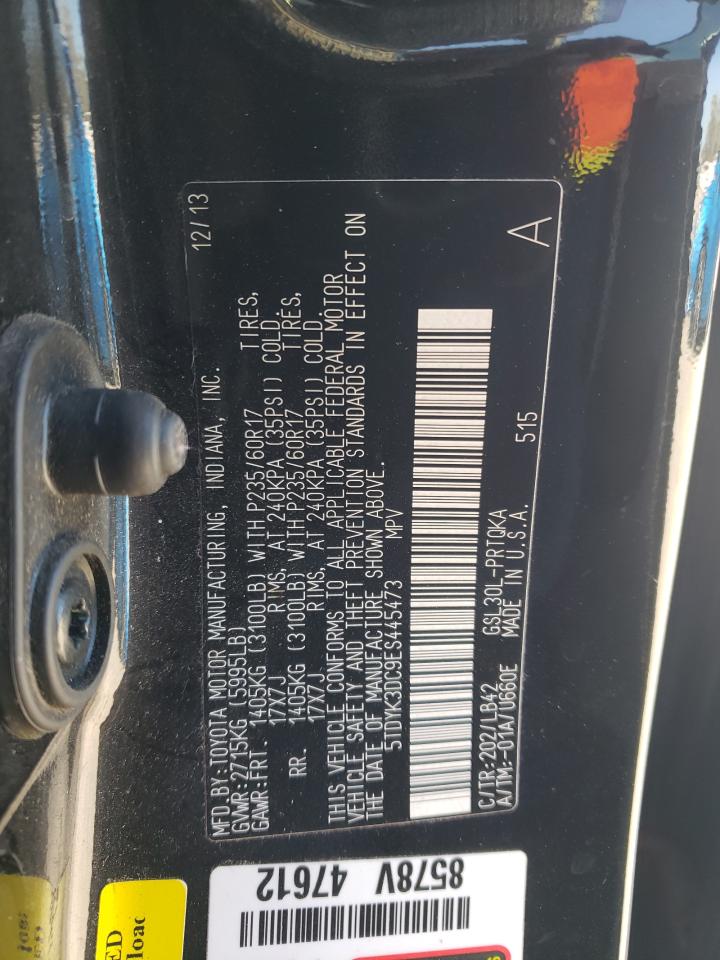 MFD. BY: TOYOTA MOTOR MANUFACTURING, INDIANA, INC. 12/13
GVWR: 2715KG (5995LB)
GAWR: FRT. 1405KG (3100LB) WITH P235/60R17 TIRES,
17X7J RIMS, AT 240KPA (35PSI) COLD.
RR. 1405KG (3100LB) WITH P235/60R17 TIRES,
17X7J RIMS, AT 240KPA (35PSI) COLD.
THIS VEHICLE CONFORMS TO ALL APPLICABLE FEDERAL MOTOR
VEHICLE SAFETY AND THEFT PREVENTION STANDARDS IN EFFECT ON
THE DATE OF MANUFACTURE SHOWN ABOVE.
5TDYK3DC9ES445473 MPV
C/TR:202/LB42 GSL30L-PRTQKA
A/TM:-01A/U660E MADE IN U.S.A. 515 A
8578V 47612